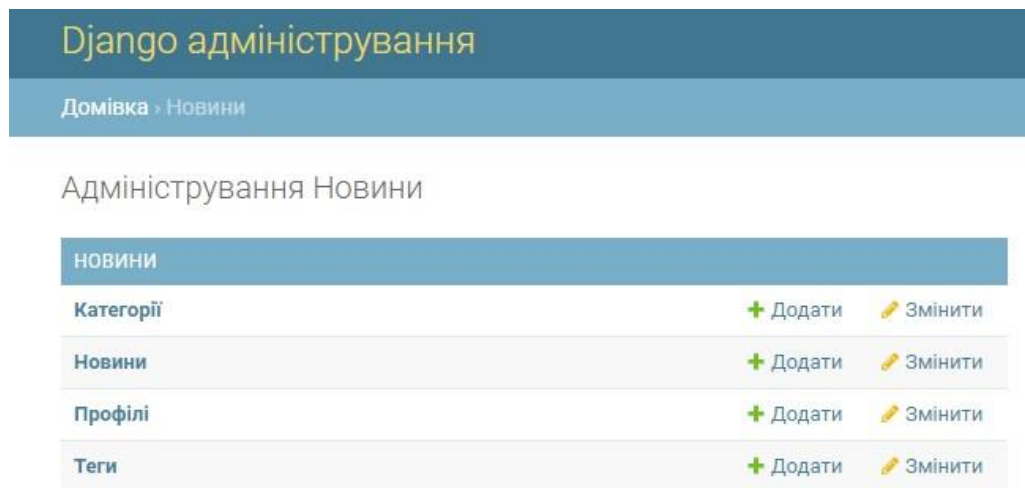 Django адміністрування
Домівка › Новини
Адміністрування Новини
НОВИНИ
Категорії Додати Змінити
Новини Додати Змінити
Профілі Додати Змінити
Теги Додати Змінити